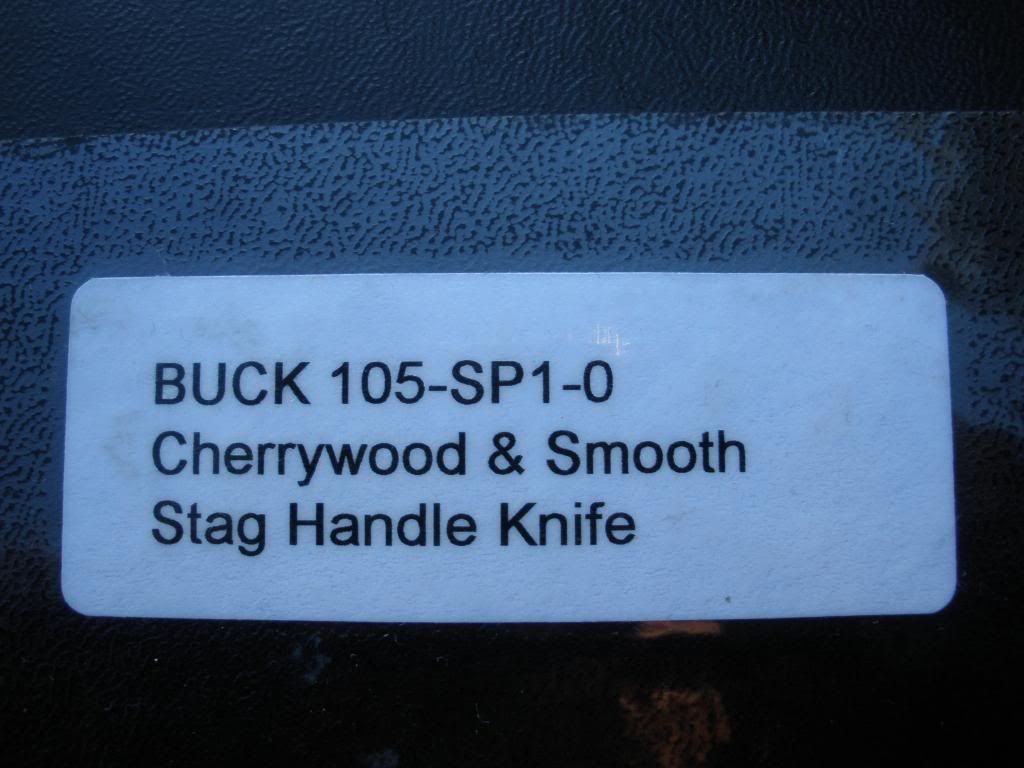 BUCK 105-SP1-0
Cherrywood & Smooth
Stag Handle Knife